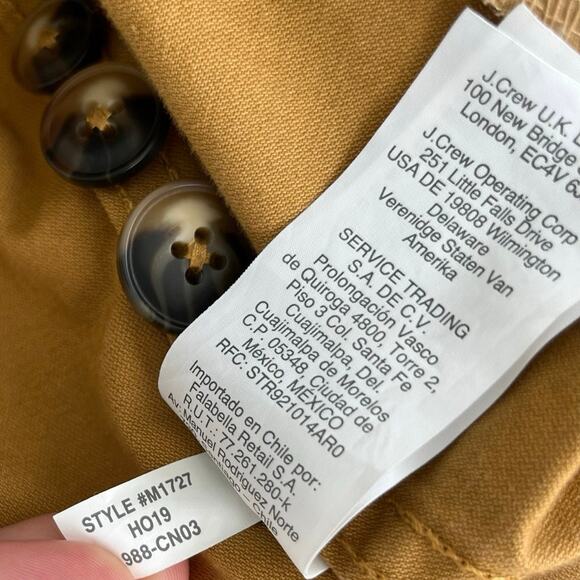 J.Crew U.K.
100 New Bridge
London, EC4V
J.Crew Operating Corp
251 Little Falls Drive
USA DE 19808 Wilmington
Delaware
Verenidge Staten Van
Amerika
SERVICE TRADING
S.A. DE C.V.
Prolongación Vasco
de Quiroga 4800, Torre 2,
Piso 3 Col. Santa Fe
Cuajimalpa Del.
Cuajimalpa de Morelos
C.P 05348, Ciudad de
México, MEXICO
RFC: STR921014AR0
Importado en Chile por:
Falabella Retail S.A.
R.U.T.: 77.261.280-k
Av. Manuel Rodriguez Norte
- Chile
STYLE #M1727
HO19
988-CN03